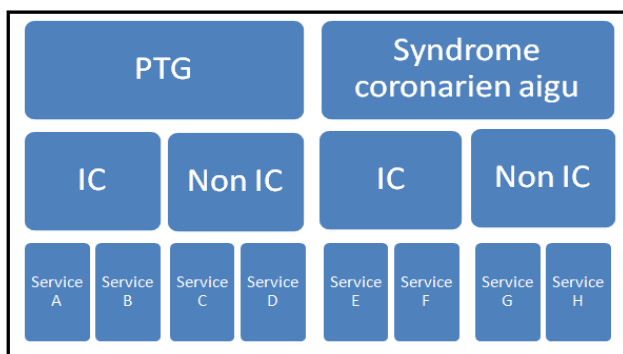 PTG
Syndrome
coronarien aigu
IC
Non IC
IC
Non IC
Service
A
Service
B
Service
C
Service
D
Service
E
Service
F
Service
G
Service
H